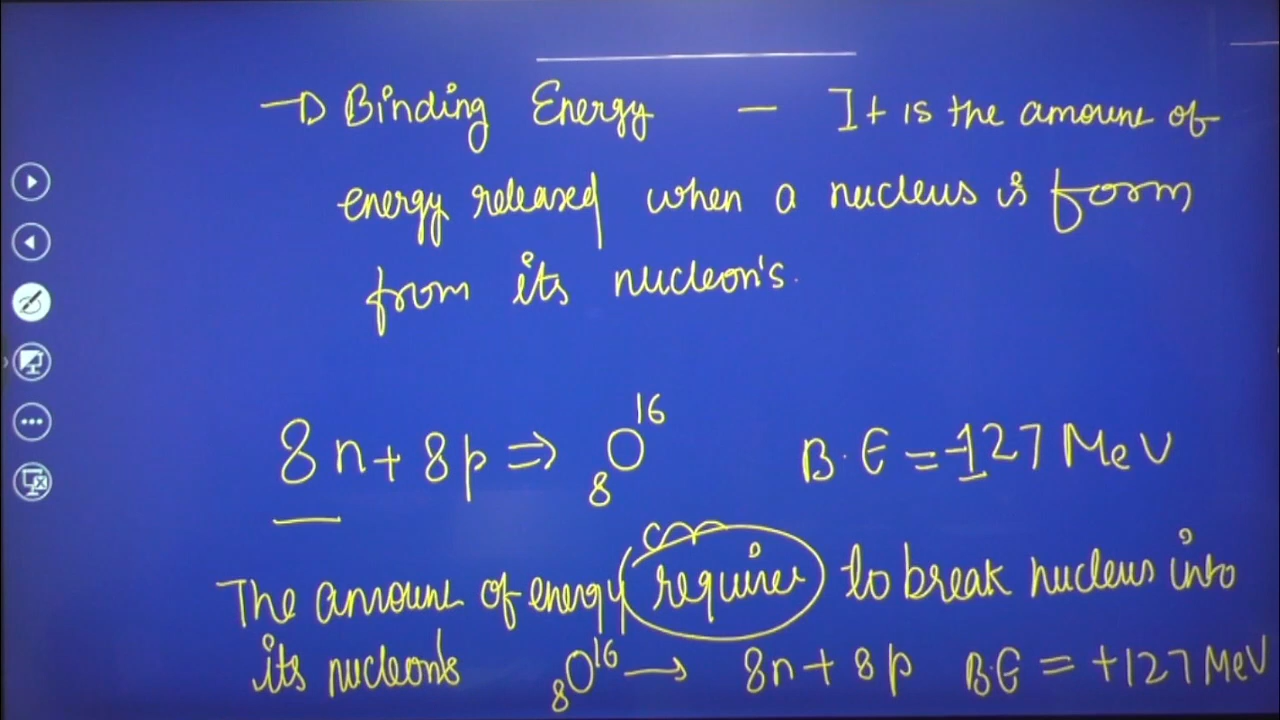 → Binding Energy – It is the amount of
energy released when a nucleus is form
from its nucleon's.
8n + 8p ⇒ ₈O¹⁶ B.E = -127 MeV
The amount of energy require to break nucleus into
its nucleon's ₈O¹⁶ → 8n + 8p B.E = +127 MeV